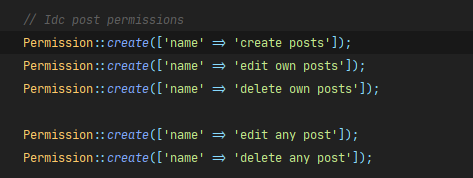 // Idc post permissions
Permission::create(['name' => 'create posts']);
Permission::create(['name' => 'edit own posts']);
Permission::create(['name' => 'delete own posts']);
Permission::create(['name' => 'edit any post']);
Permission::create(['name' => 'delete any post']);